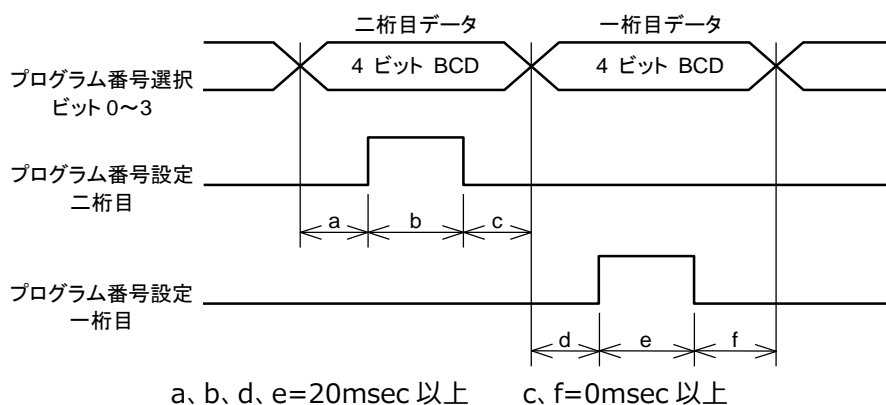 二桁目データ 一桁目データ
プログラム番号選択
ビット 0～3
4 ビット BCD 4 ビット BCD
プログラム番号設定
二桁目
a b c
プログラム番号設定
一桁目
d e f
a、b、d、e=20msec 以上 c、f=0msec 以上